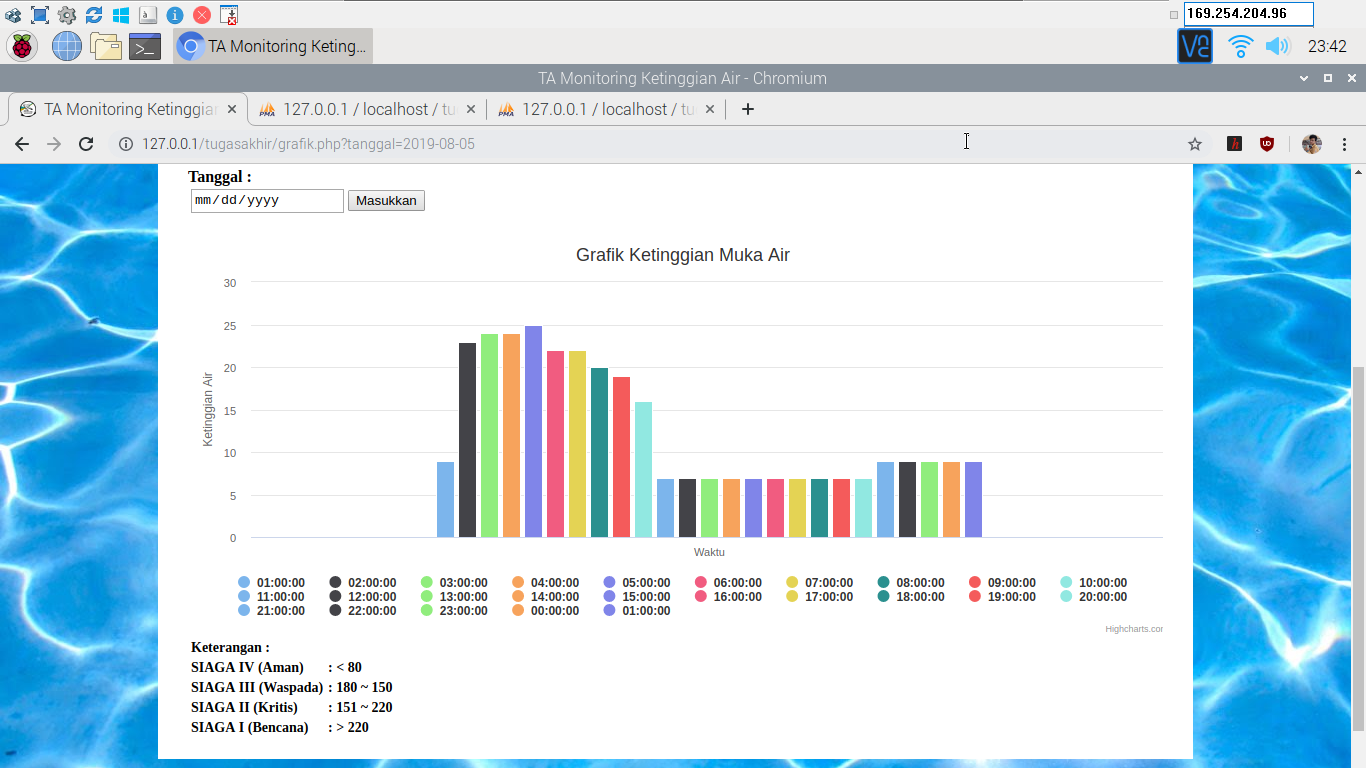 169.254.204.96
TA Monitoring Keting...
23:42
TA Monitoring Ketinggian Air - Chromium
TA Monitoring Ketinggian
127.0.0.1 / localhost / tu
127.0.0.1 / localhost / tu
127.0.0.1/tugasakhir/grafik.php?tanggal=2019-08-05
Tanggal :
mm/dd/yyyy Masukkan
Grafik Ketinggian Muka Air
30
25
20
15
10
5
0
Ketinggian Air
Waktu
01:00:00 02:00:00 03:00:00 04:00:00 05:00:00 06:00:00 07:00:00 08:00:00 09:00:00 10:00:00
11:00:00 12:00:00 13:00:00 14:00:00 15:00:00 16:00:00 17:00:00 18:00:00 19:00:00 20:00:00
21:00:00 22:00:00 23:00:00 00:00:00 01:00:00
Highcharts.cor
Keterangan :
SIAGA IV (Aman) : < 80
SIAGA III (Waspada) : 180 ~ 150
SIAGA II (Kritis) : 151 ~ 220
SIAGA I (Bencana) : > 220